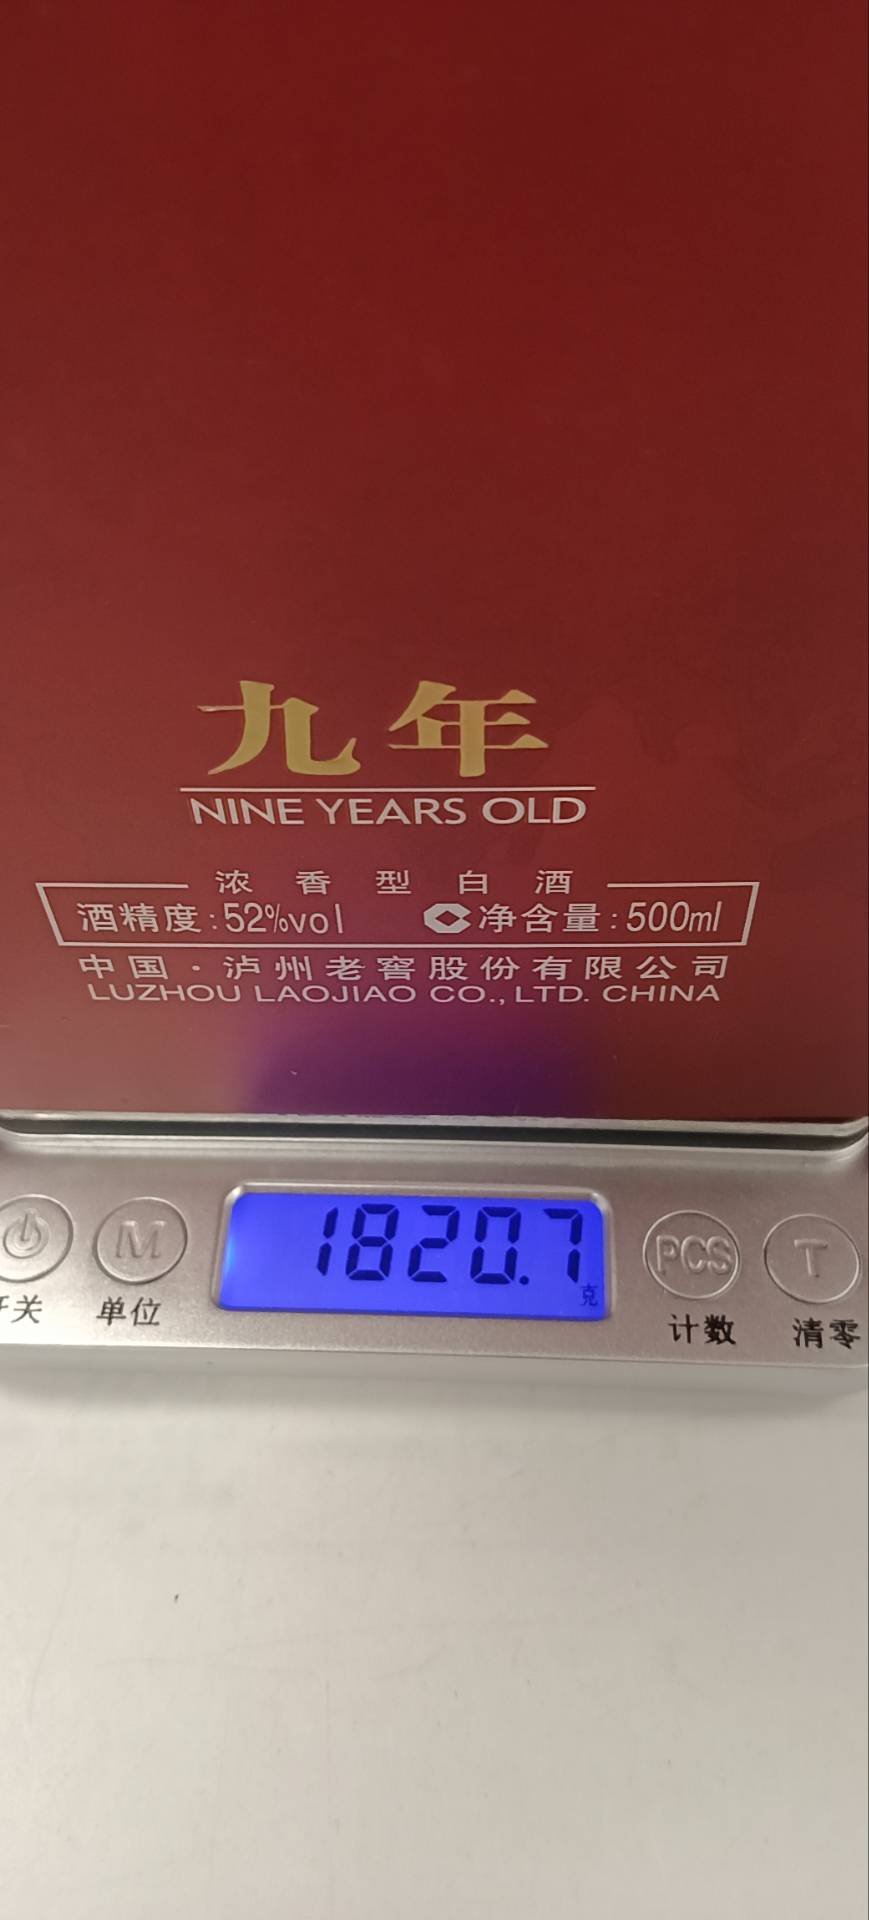 九年
NINE YEARS OLD
浓香型白酒
酒精度:52%vol 净含量:500ml
中国·泸州老窖股份有限公司
LUZHOU LAOJIAO CO., LTD. CHINA
1820.7
克
M PCS T
开关 单位 计数 清零